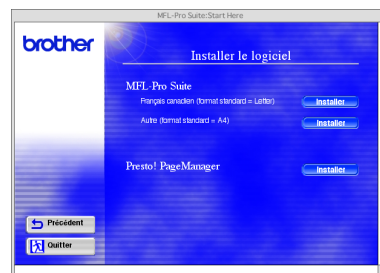 MFL-Pro Suite:Start Here
brother
Installer le logiciel
MFL-Pro Suite
Français canadien (format standard = Letter)
Installer
Autre (format standard = A4)
Installer
Presto! PageManager
Installer
Précédent
Quitter